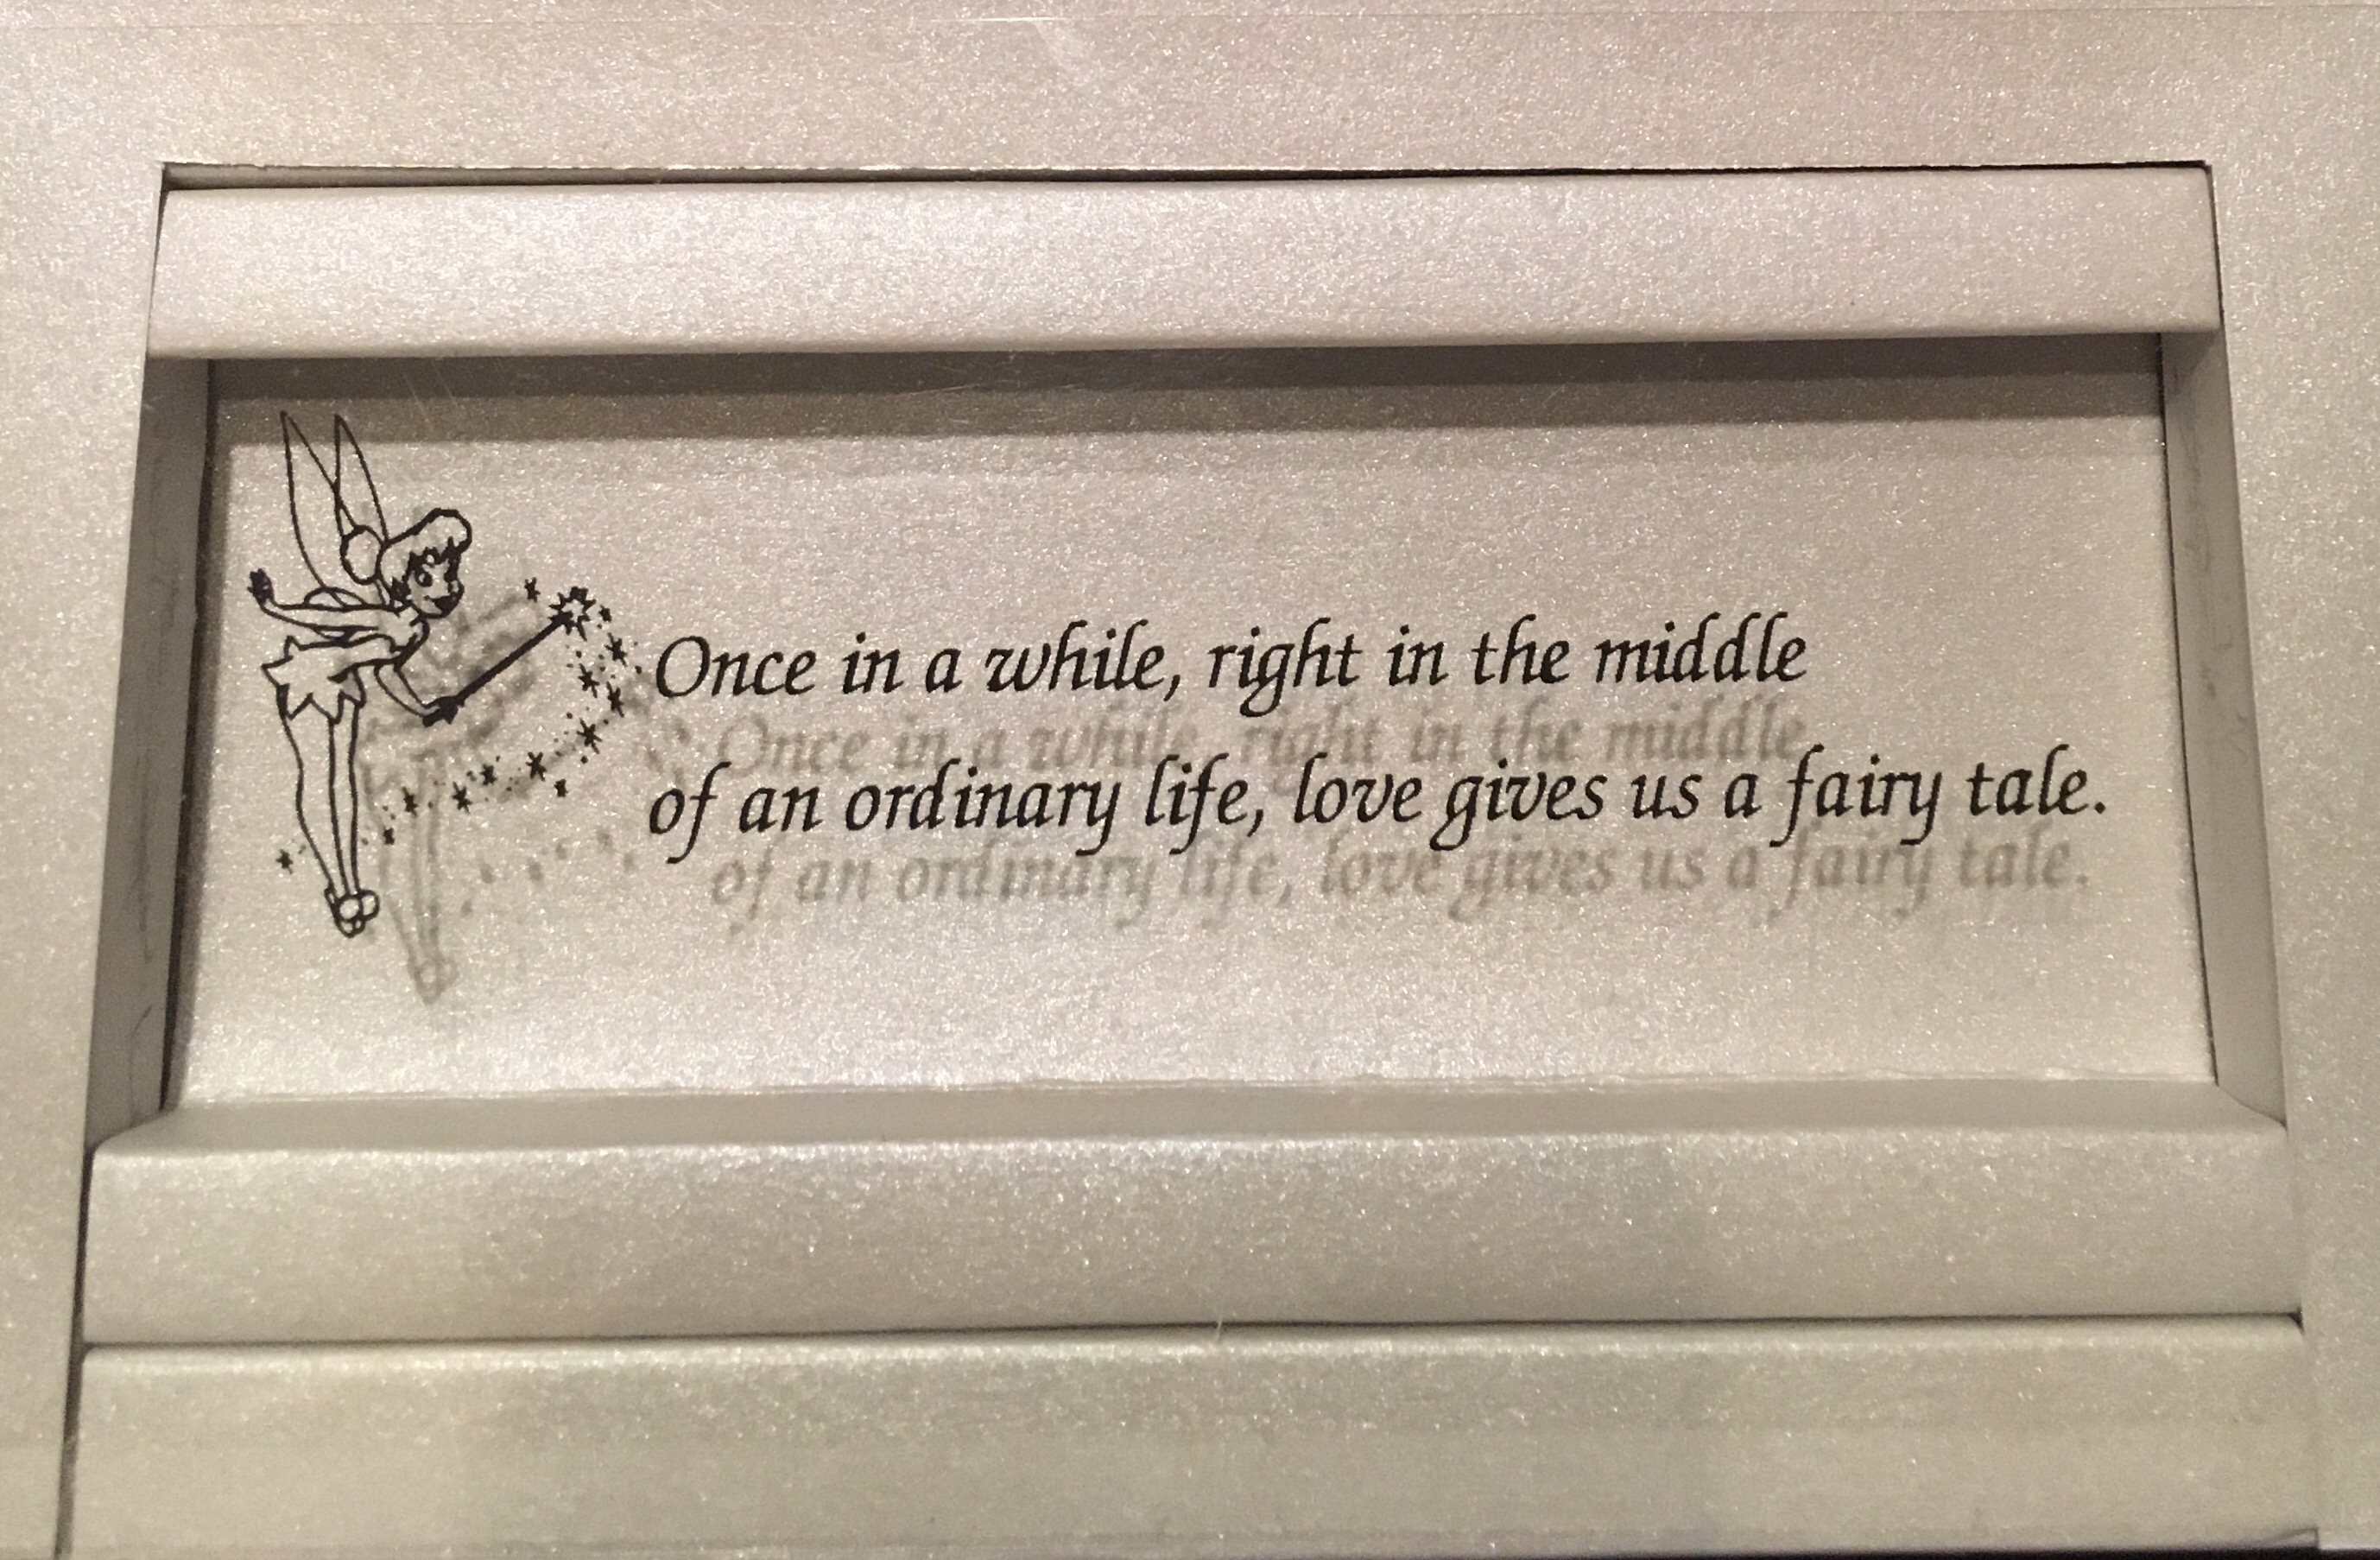 Once in a while, right in the middle
of an ordinary life, love gives us a fairy tale.